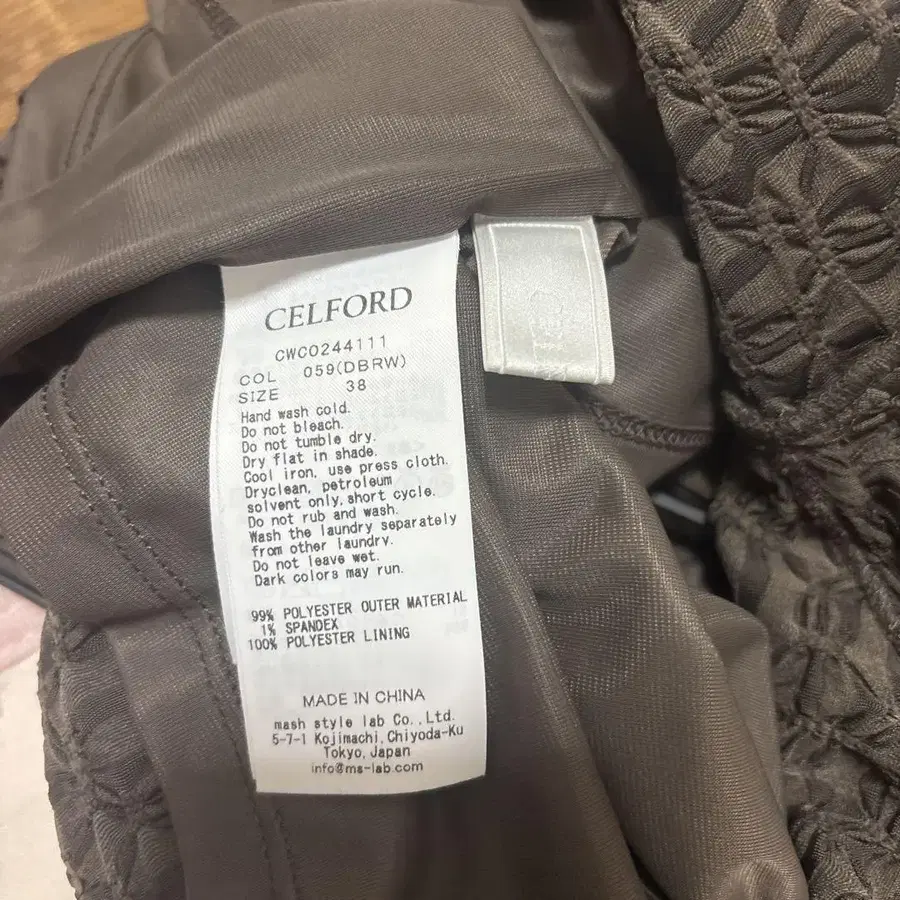 CELFORD
CWCO244111
COL 059(DBRW)
SIZE 38
Hand wash cold.
Do not bleach.
Do not tumble dry.
Dry flat in shade.
Cool iron, use press cloth.
Dryclean, petroleum
solvent only, short cycle.
Do not rub and wash.
Wash the laundry separately
from other laundry.
Do not leave wet.
Dark colors may run.
99% POLYESTER OUTER MATERIAL
1% SPANDEX
100% POLYESTER LINING
MADE IN CHINA
mash style lab Co., Ltd.
5-7-1 Kojimachi, Chiyoda-Ku
Tokyo, Japan
info@ms-lab.com